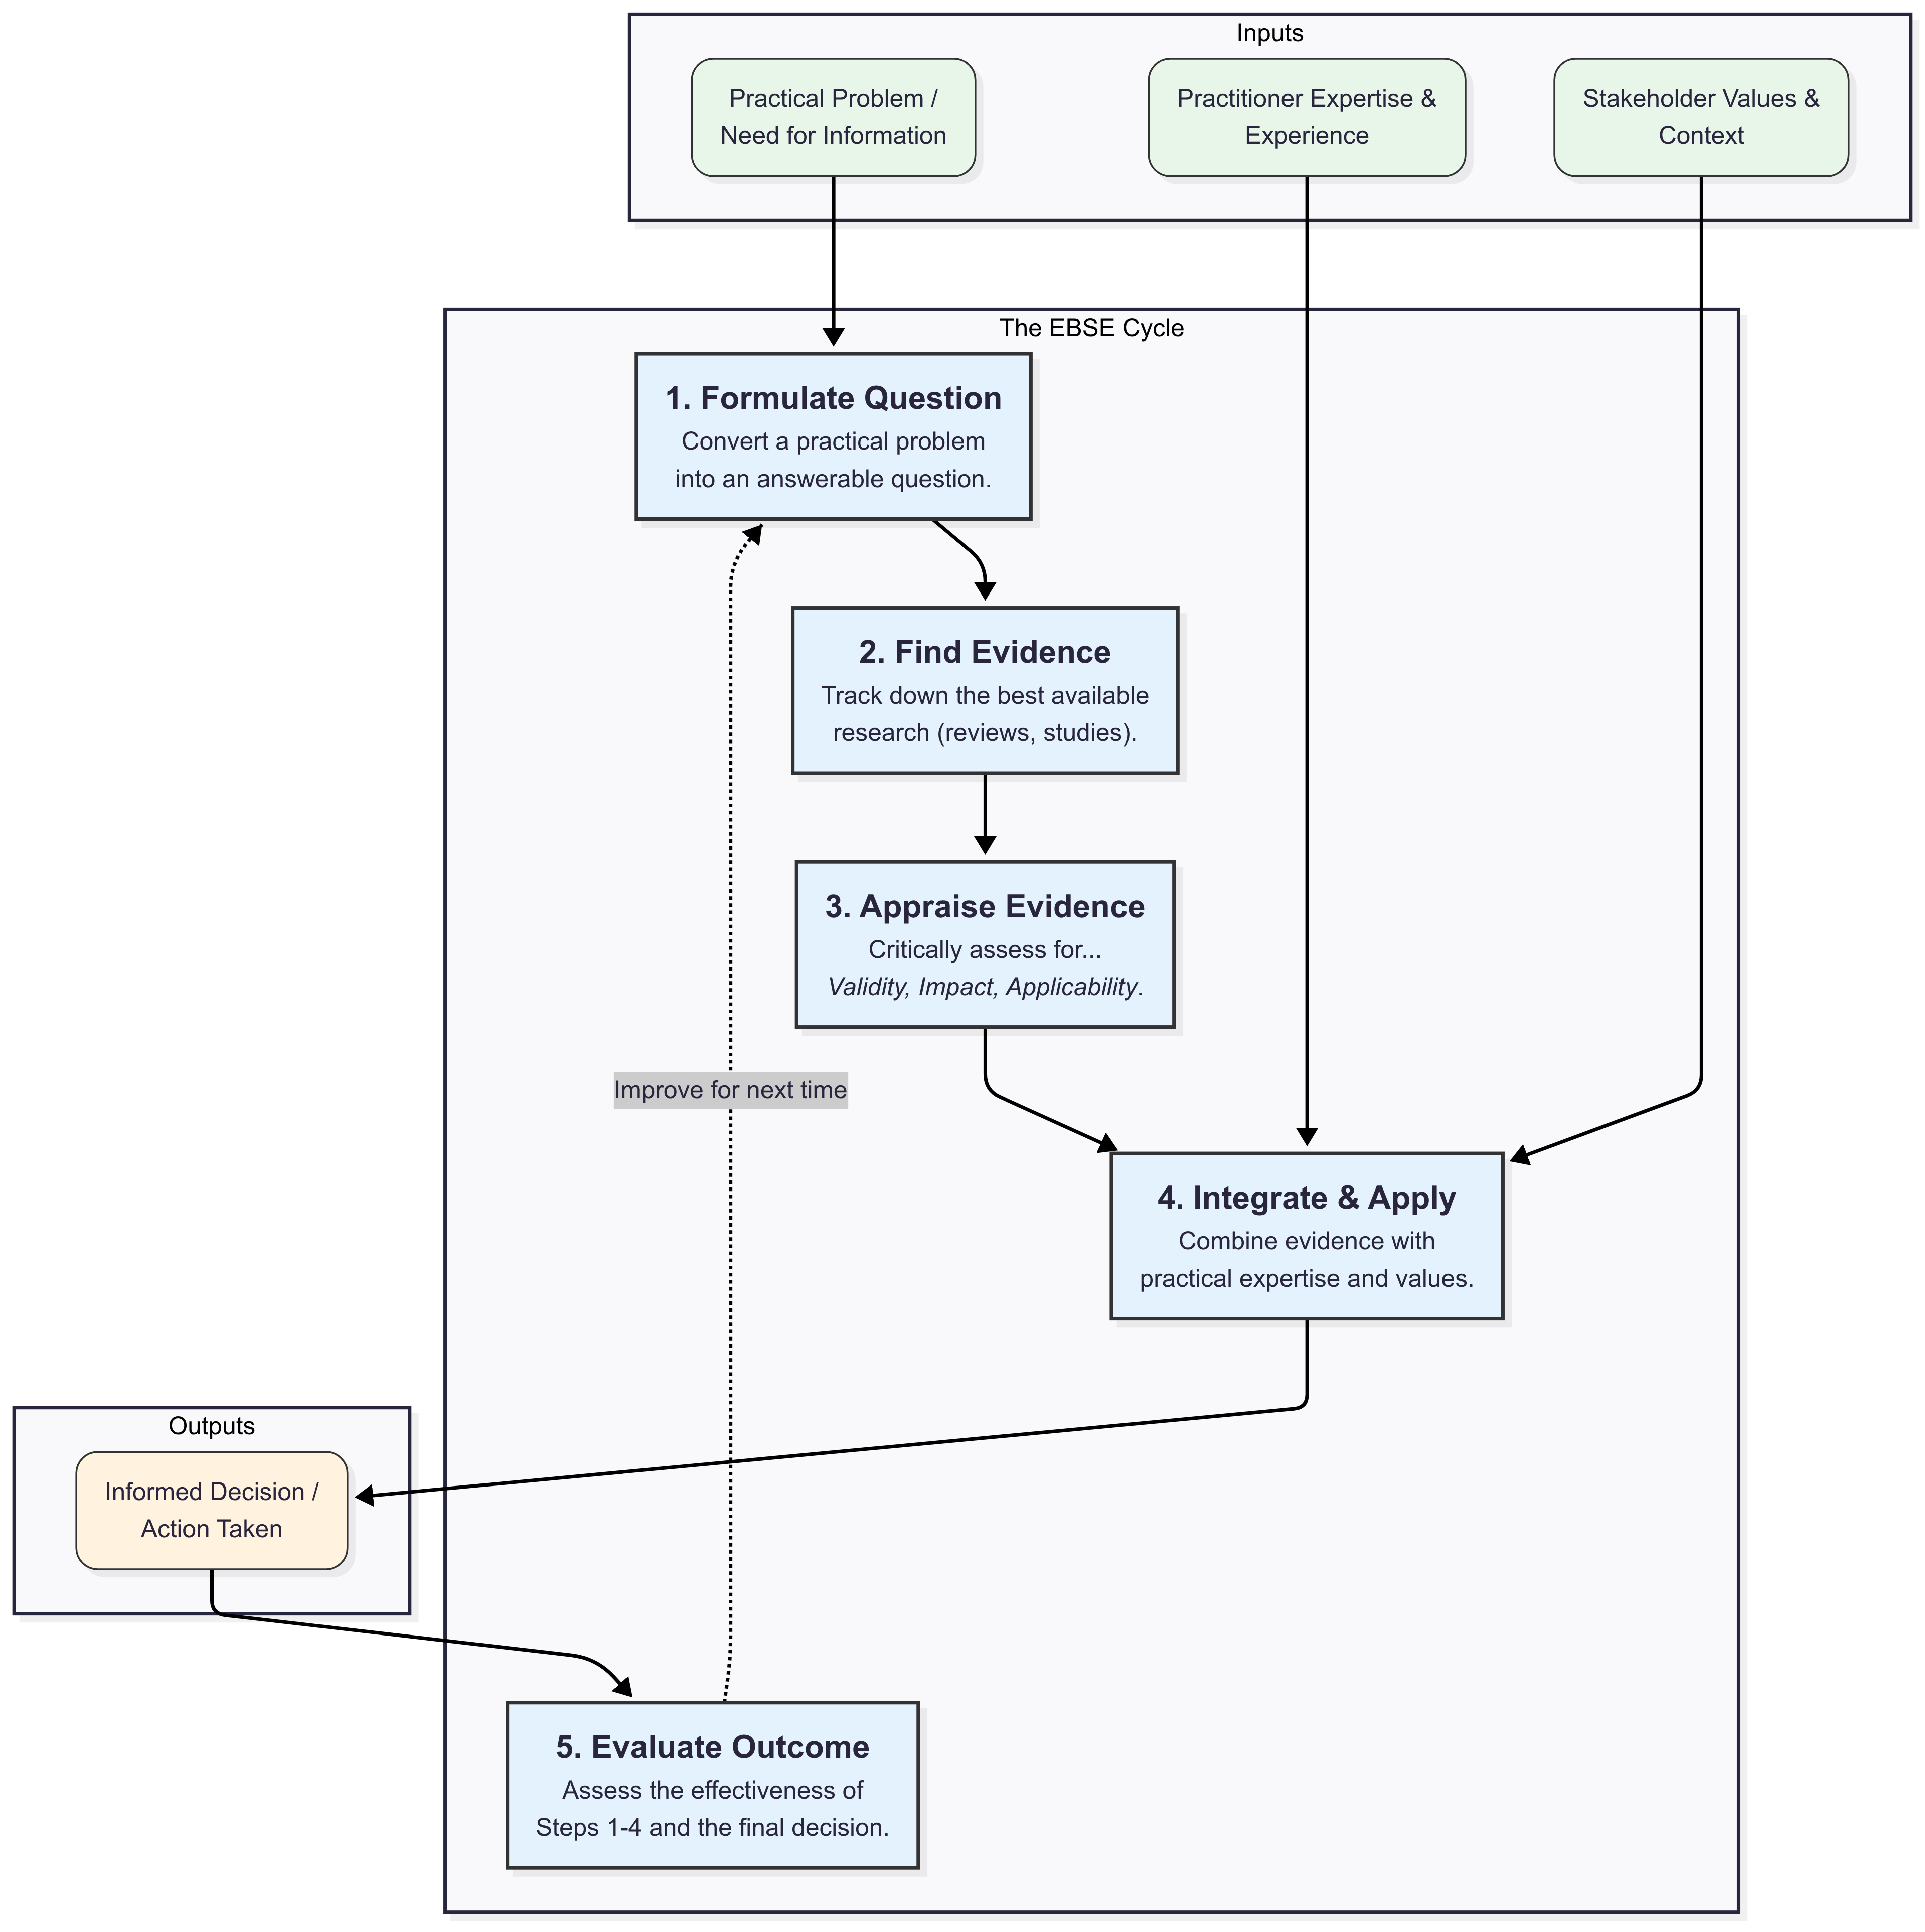 Inputs
Practical Problem /
Need for Information
Practitioner Expertise &
Experience
Stakeholder Values &
Context
The EBSE Cycle
1. Formulate Question
Convert a practical problem
into an answerable question.
2. Find Evidence
Track down the best available
research (reviews, studies).
3. Appraise Evidence
Critically assess for...
Validity, Impact, Applicability.
Improve for next time
4. Integrate & Apply
Combine evidence with
practical expertise and values.
Outputs
Informed Decision /
Action Taken
5. Evaluate Outcome
Assess the effectiveness of
Steps 1-4 and the final decision.